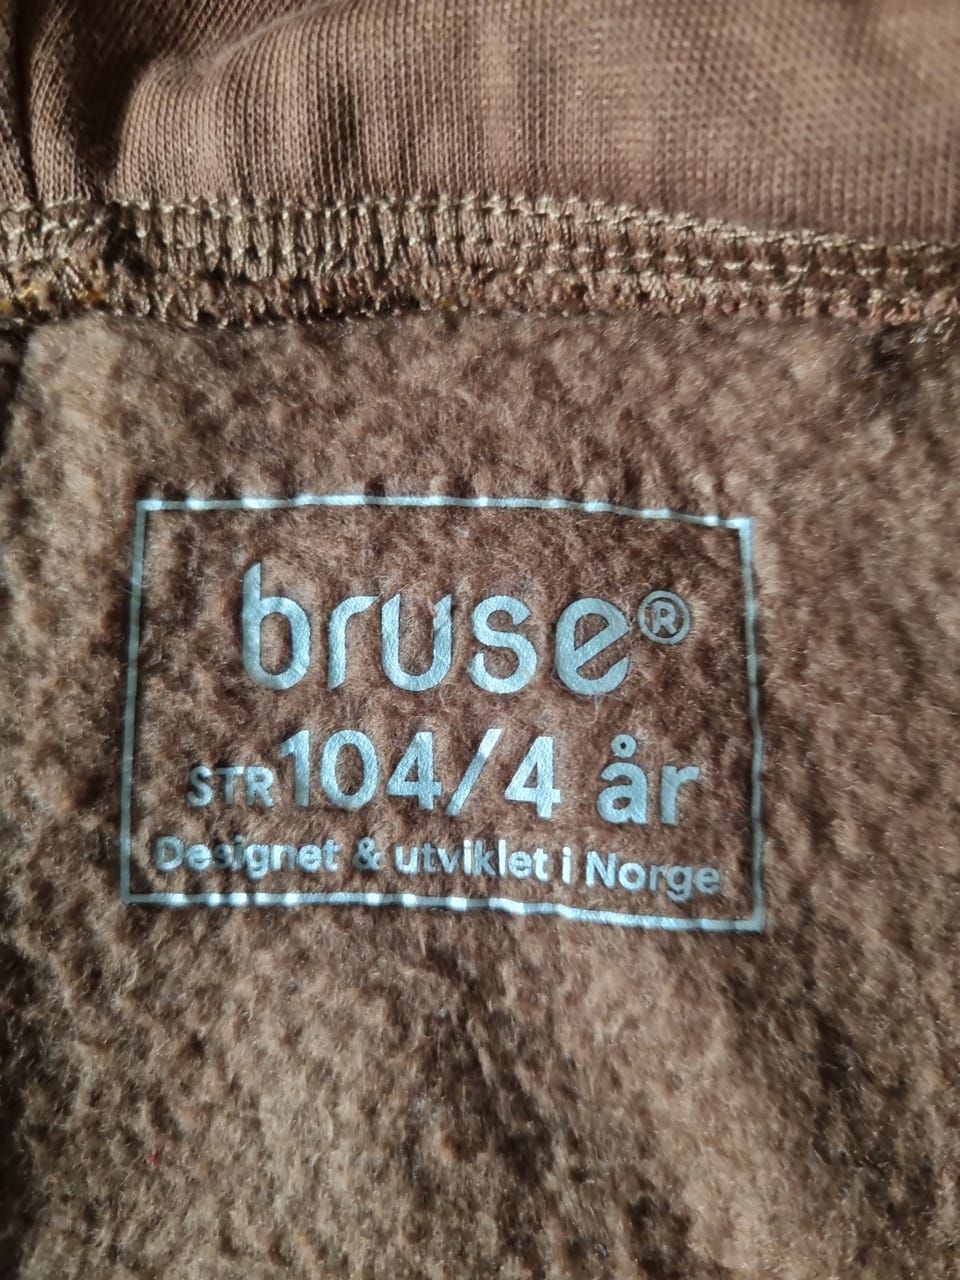 bruse®
STR 104/4 år
Designet & utviklet i Norge